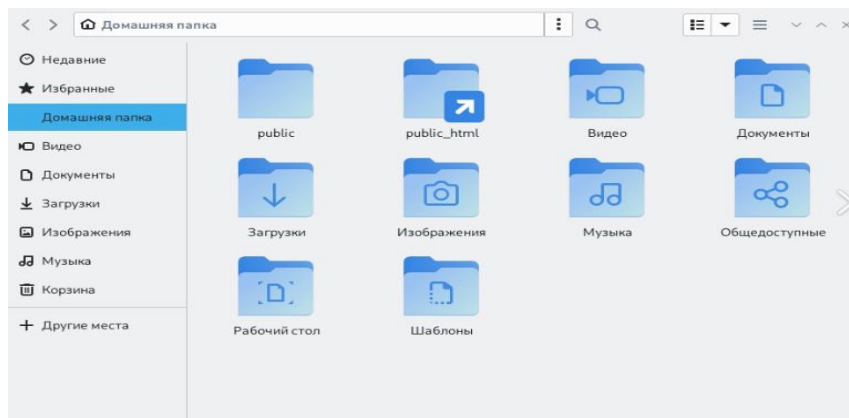 Домашняя папка
Недавние
Избранные
Домашняя папка
Видео
Документы
Загрузки
Изображения
Музыка
Корзина
Другие места
public
public_html
Видео
Документы
Загрузки
Изображения
Музыка
Общедоступные
Рабочий стол
Шаблоны